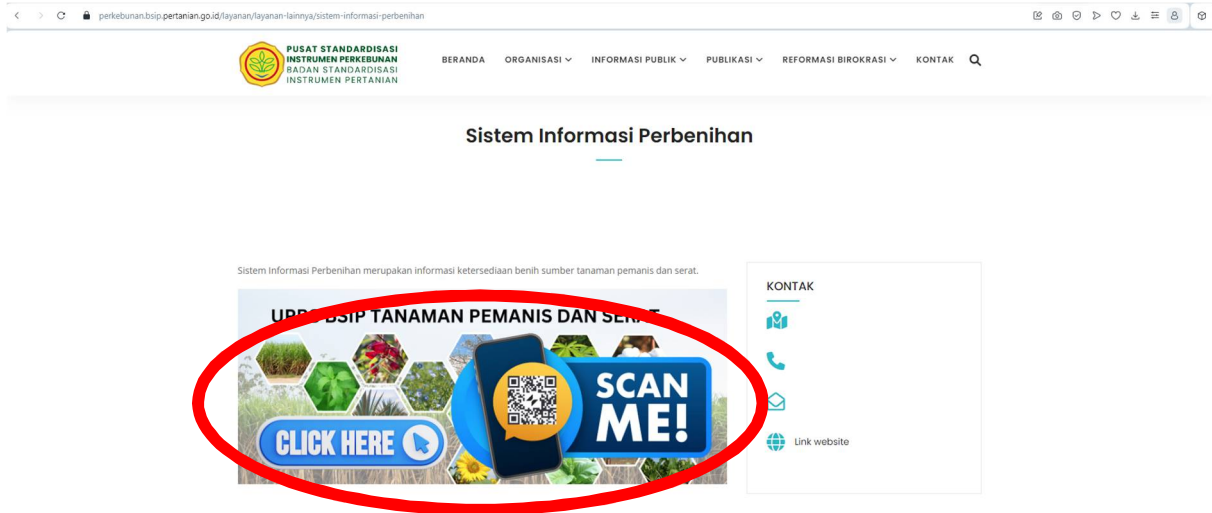 perkebunan.bsip.pertanian.go.id/layanan/layanan-lainnya/sistem-informasi-perbenihan
PUSAT STANDARDISASI
INSTRUMEN PERKEBUNAN
BADAN STANDARDISASI
INSTRUMEN PERTANIAN
BERANDA ORGANISASI INFORMASI PUBLIK PUBLIKASI REFORMASI BIROKRASI KONTAK
Sistem Informasi Perbenihan
Sistem Informasi Perbenihan merupakan informasi ketersediaan benih sumber tanaman pemanis dan serat.
BSIP TANAMAN PEMANIS DAN SERAT
CLICK HERE
SCAN
ME!
KONTAK
Link website